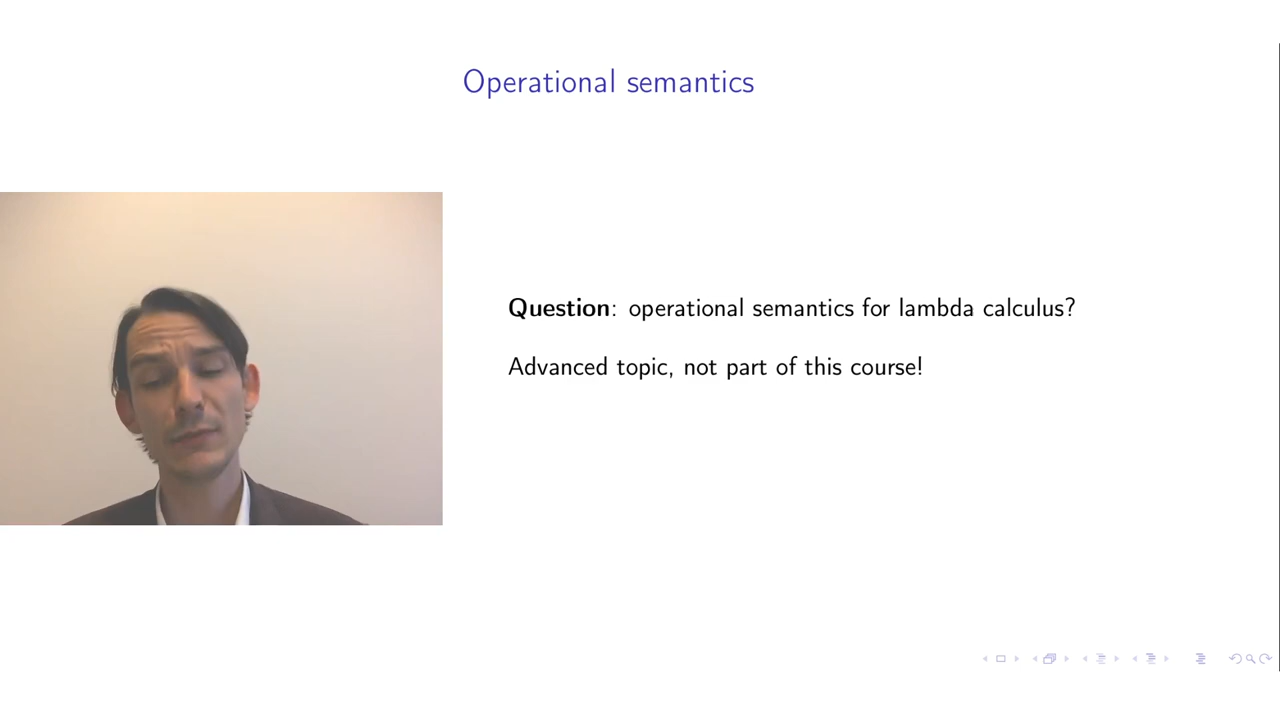 Operational semantics
Question: operational semantics for lambda calculus?
Advanced topic, not part of this course!